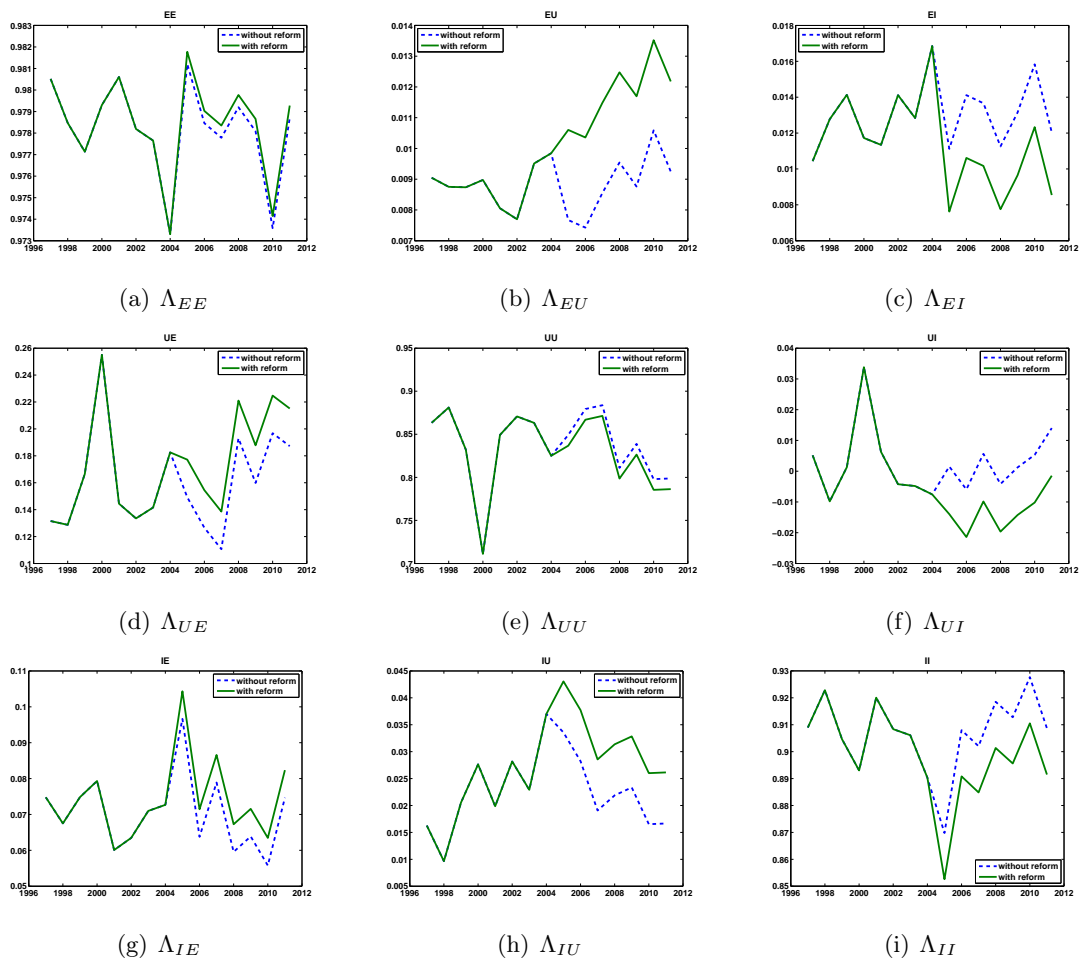 EE
0.983
0.982
0.981
0.98
0.979
0.978
0.977
0.976
0.975
0.974
0.973
1996 1998 2000 2002 2004 2006 2008 2010 2012
without reform
with reform
(a) Λ_EE
EU
0.014
0.013
0.012
0.011
0.01
0.009
0.008
0.007
1996 1998 2000 2002 2004 2006 2008 2010 2012
without reform
with reform
(b) Λ_EU
EI
0.018
0.016
0.014
0.012
0.01
0.008
0.006
1996 1998 2000 2002 2004 2006 2008 2010 2012
without reform
with reform
(c) Λ_EI
UE
0.26
0.24
0.22
0.2
0.18
0.16
0.14
0.12
0.1
1996 1998 2000 2002 2004 2006 2008 2010 2012
without reform
with reform
(d) Λ_UE
UU
0.95
0.9
0.85
0.8
0.75
0.7
1996 1998 2000 2002 2004 2006 2008 2010 2012
without reform
with reform
(e) Λ_UU
UI
0.04
0.03
0.02
0.01
0
−0.01
−0.02
−0.03
1996 1998 2000 2002 2004 2006 2008 2010 2012
without reform
with reform
(f) Λ_UI
IE
0.11
0.1
0.09
0.08
0.07
0.06
0.05
1996 1998 2000 2002 2004 2006 2008 2010 2012
without reform
with reform
(g) Λ_IE
IU
0.045
0.04
0.035
0.03
0.025
0.02
0.015
0.01
0.005
1996 1998 2000 2002 2004 2006 2008 2010 2012
without reform
with reform
(h) Λ_IU
II
0.93
0.92
0.91
0.9
0.89
0.88
0.87
0.86
0.85
1996 1998 2000 2002 2004 2006 2008 2010 2012
without reform
with reform
(i) Λ_II